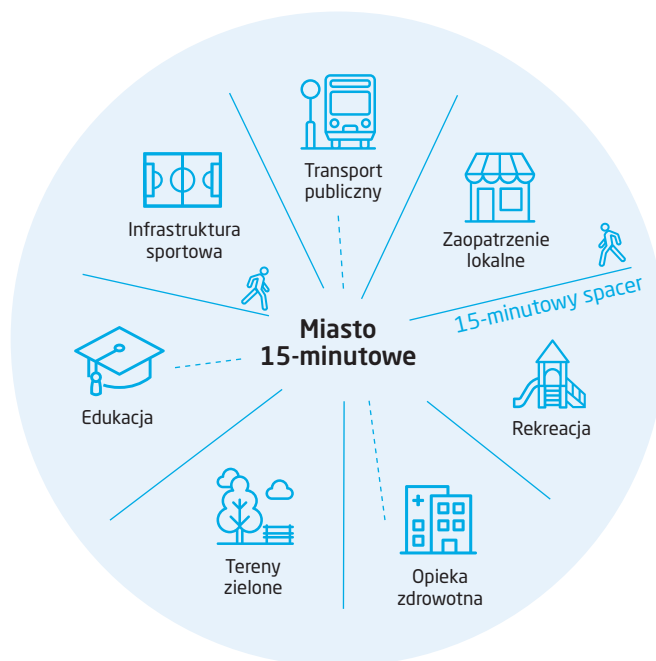 Transport
publiczny
Infrastruktura
sportowa
Zaopatrzenie
lokalne
15-minutowy spacer
Miasto
15-minutowe
Edukacja
Rekreacja
Tereny
zielone
Opieka
zdrowotna